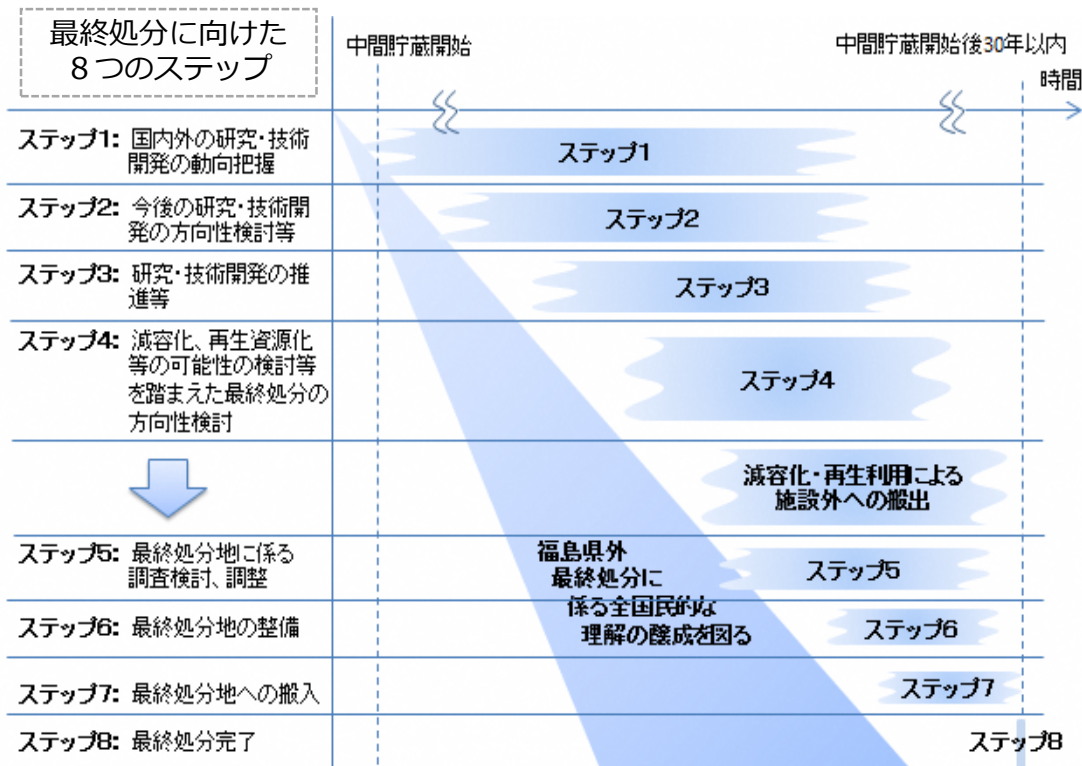 最終処分に向けた
８つのステップ
中間貯蔵開始
中間貯蔵開始後30年以内
時間
ステップ1: 国内外の研究・技術
開発の動向把握
ステップ1
ステップ2: 今後の研究・技術開
発の方向性検討等
ステップ2
ステップ3: 研究・技術開発の推
進等
ステップ3
ステップ4: 減容化、再生資源化
等の可能性の検討等
を踏まえた最終処分の
方向性検討
ステップ4
減容化・再生利用による
施設外への搬出
ステップ5: 最終処分地に係る
調査検討、調整
ステップ5
福島県外
最終処分に
係る全国民的な
理解の醸成を図る
ステップ6: 最終処分地の整備
ステップ6
ステップ7: 最終処分地への搬入
ステップ7
ステップ8: 最終処分完了
ステップ8